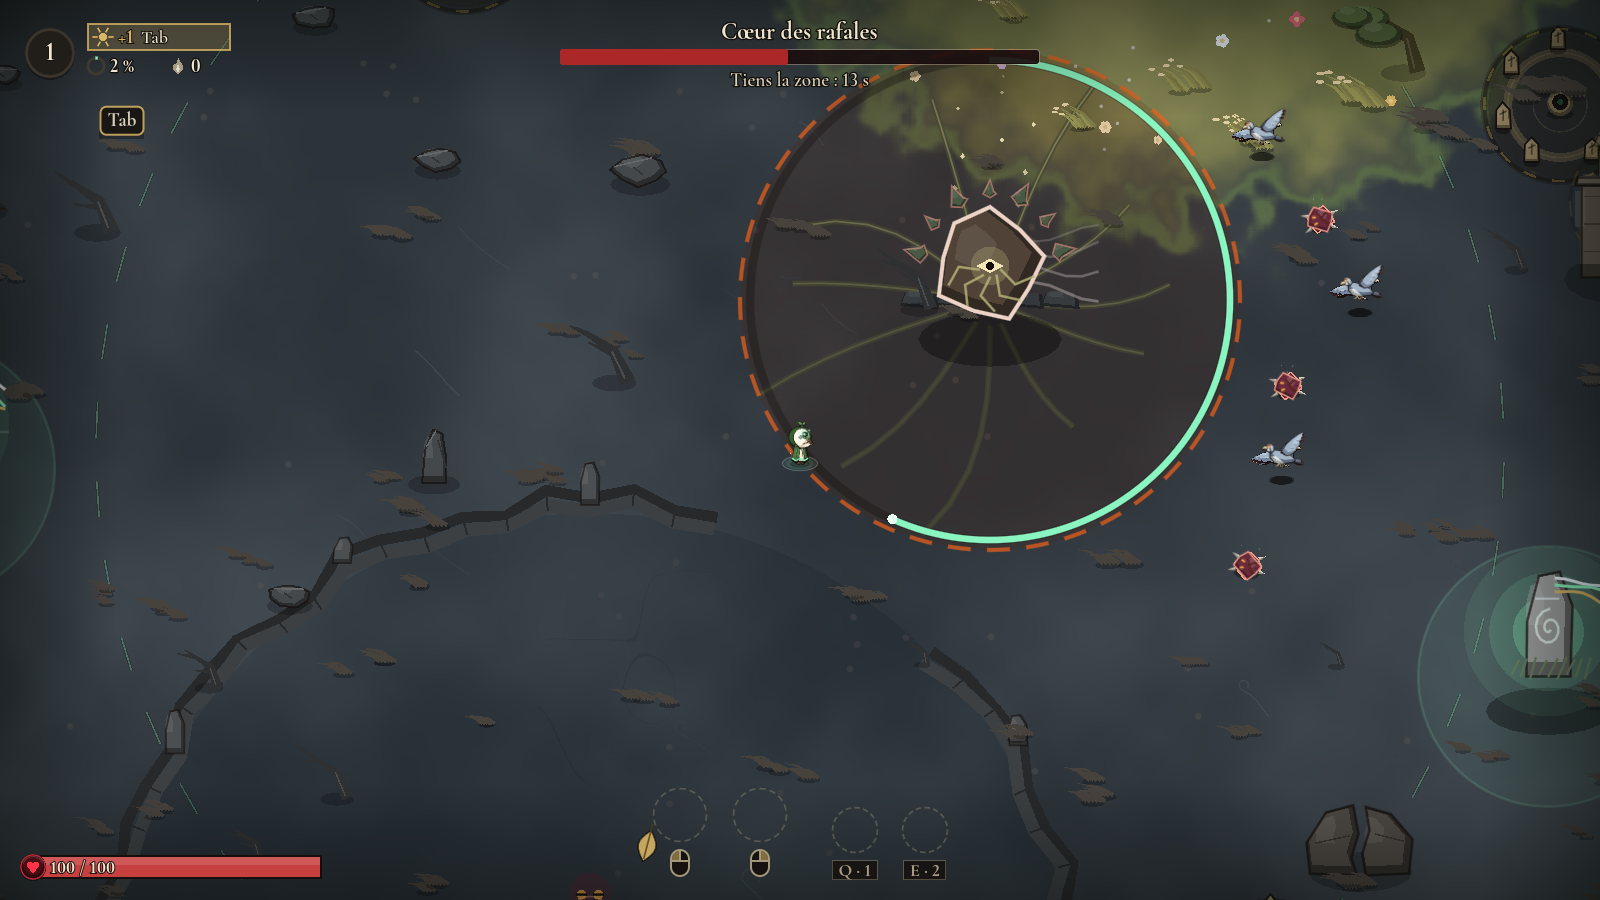 Cœur des rafales
Tiens la zone : 13 s
1
+1 Tab
2 %
0
Tab
100 / 100
Q · 1
E · 2